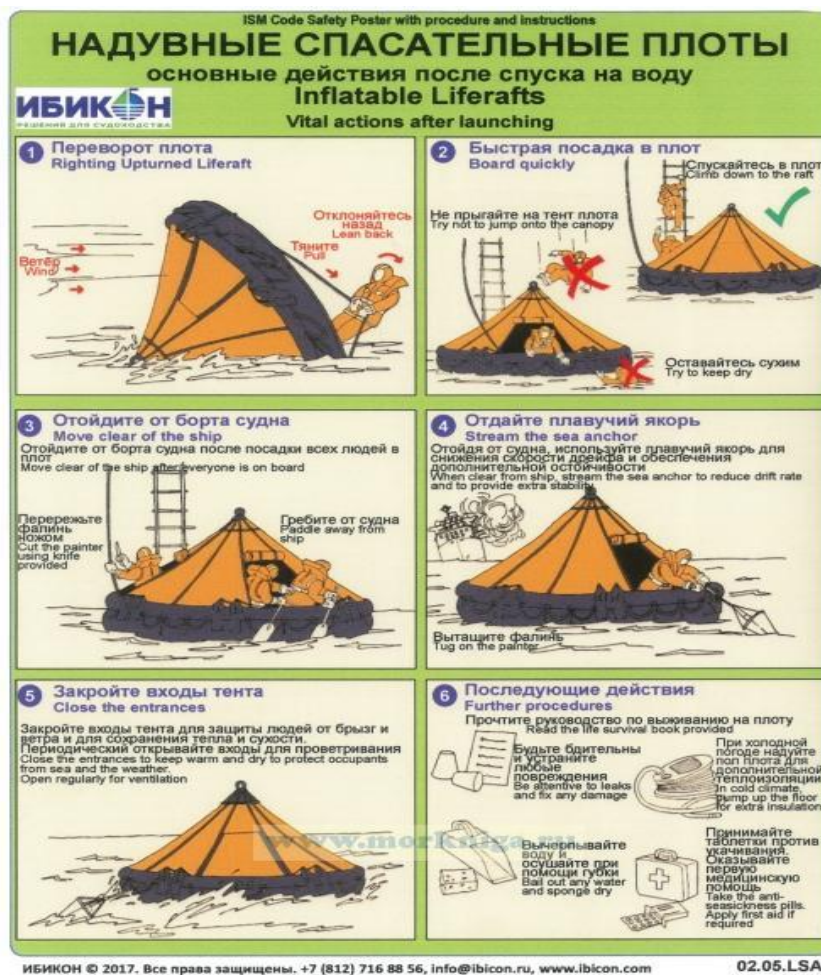 ISM Code Safety Poster with procedure and instructions
НАДУВНЫЕ СПАСАТЕЛЬНЫЕ ПЛОТЫ
основные действия после спуска на воду
Inflatable Liferafts
Vital actions after launching
ИБИКОН
РЕШЕНИЯ ДЛЯ СУДОХОДСТВА
1 Переворот плота
Righting Upturned Liferaft
Отклоняйтесь
назад
Lean back
Тяните
Pull
Ветер
Wind
2 Быстрая посадка в плот
Board quickly
Спускайтесь в плот
Climb down to the raft
Не прыгайте на тент плота
Try not to jump onto the canopy
Оставайтесь сухим
Try to keep dry
3 Отойдите от борта судна
Move clear of the ship
Отойдите от борта судна после посадки всех людей в
плот
Move clear of the ship after everyone is on board
Перережьте
фалинь
ножом
Cut the painter
using knife
provided
Гребите от судна
Paddle away from
ship
4 Отдайте плавучий якорь
Stream the sea anchor
Отойдя от судна, используйте плавучий якорь для
снижения скорости дрейфа и обеспечения
дополнительной остойчивости
When clear from ship, stream the sea anchor to reduce drift rate
and to provide extra stability
Вытащите фалинь
Tug on the painter
5 Закройте входы тента
Close the entrances
Закройте входы тента для защиты людей от брызг и
ветра и для сохранения тепла и сухости.
Периодический открывайте входы для проветривания
Close the entrances to keep warm and dry to protect occupants
from sea and the weather.
Open regularly for ventilation
6 Последующие действия
Further procedures
Прочтите руководство по выживанию на плоту
Read the life survival book provided
Будьте бдительны
и устраните
любые
повреждения
Be attentive to leaks
and fix any damage
При холодной
погоде надуйте
пол плота для
дополнительной
теплоизоляции
In cold climate,
pump up the floor
for extra insulation
Вычерпывайте
воду и
осушайте при
помощи губки
Bail out any water
and sponge dry
Принимайте
таблетки против
укачивания.
Оказывайте
первую
медицинскую
помощь
Take the anti-
seasickness pills.
Apply first aid if
required
www.morkniga.ru
ИБИКОН © 2017. Все права защищены. +7 (812) 716 88 56, info@ibicon.ru, www.ibicon.com
02.05.LSA